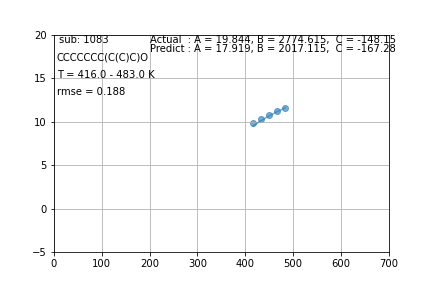 sub: 1083
Actual : A = 19.844, B = 2774.615, C = -148.15
Predict : A = 17.919, B = 2017.115, C = -167.28
CCCCCCC(C(C)C)O
T = 416.0 - 483.0 K
rmse = 0.188
20
15
10
5
0
−5
0 100 200 300 400 500 600 700